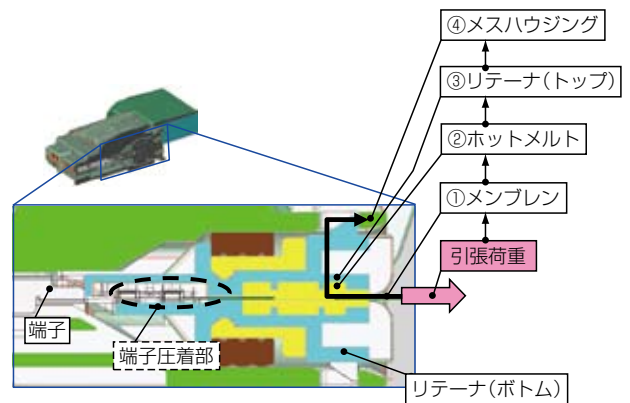 ④メスハウジング
③リテーナ(トップ)
②ホットメルト
①メンブレン
引張荷重
端子
端子圧着部
リテーナ(ボトム)